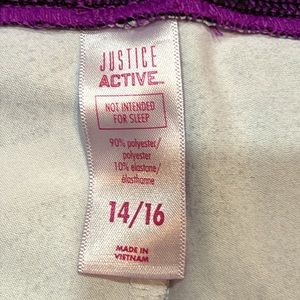 JUSTICE
ACTIVE
NOT INTENDED
FOR SLEEP
90% polyester/
polyester
10% elastane/
élasthanne
14/16
MADE IN
VIETNAM